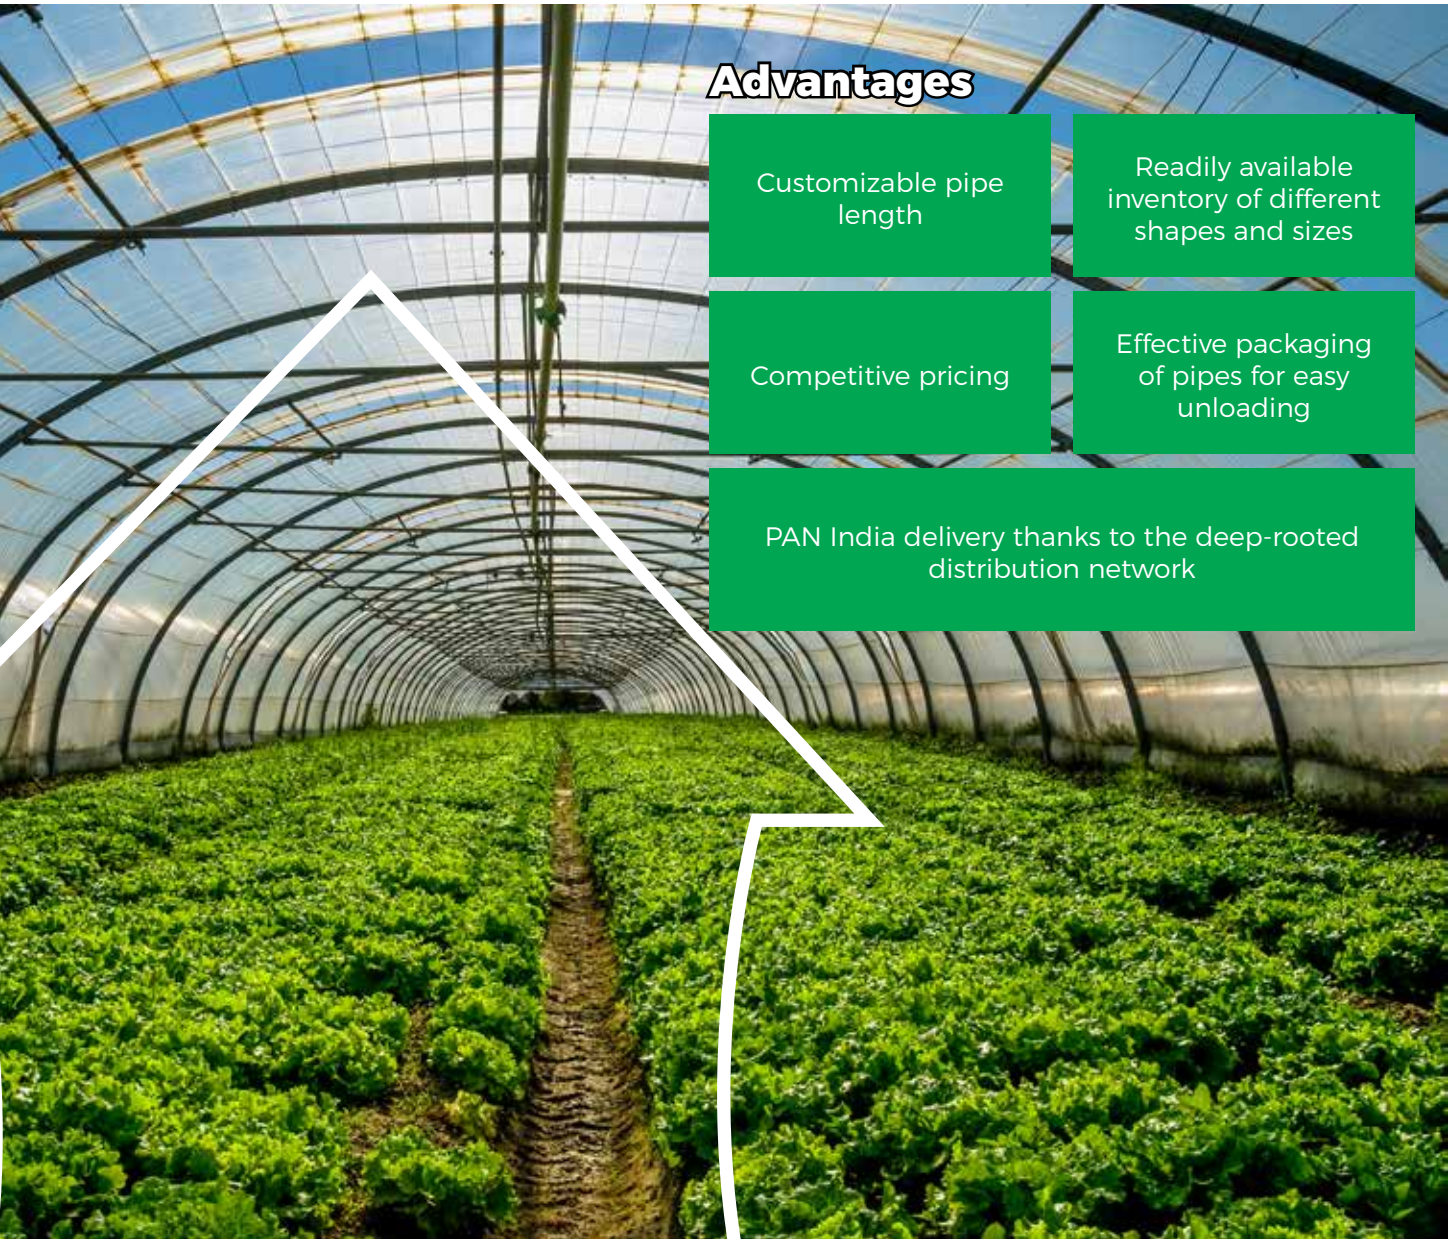 Advantages
Customizable pipe
length
Readily available
inventory of different
shapes and sizes
Competitive pricing
Effective packaging
of pipes for easy
unloading
PAN India delivery thanks to the deep-rooted
distribution network